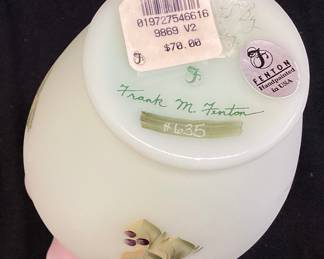 019727546616
9869 V2
$70.00
F
FENTON
Handpainted
in USA
F
Frank M. Fenton
#635